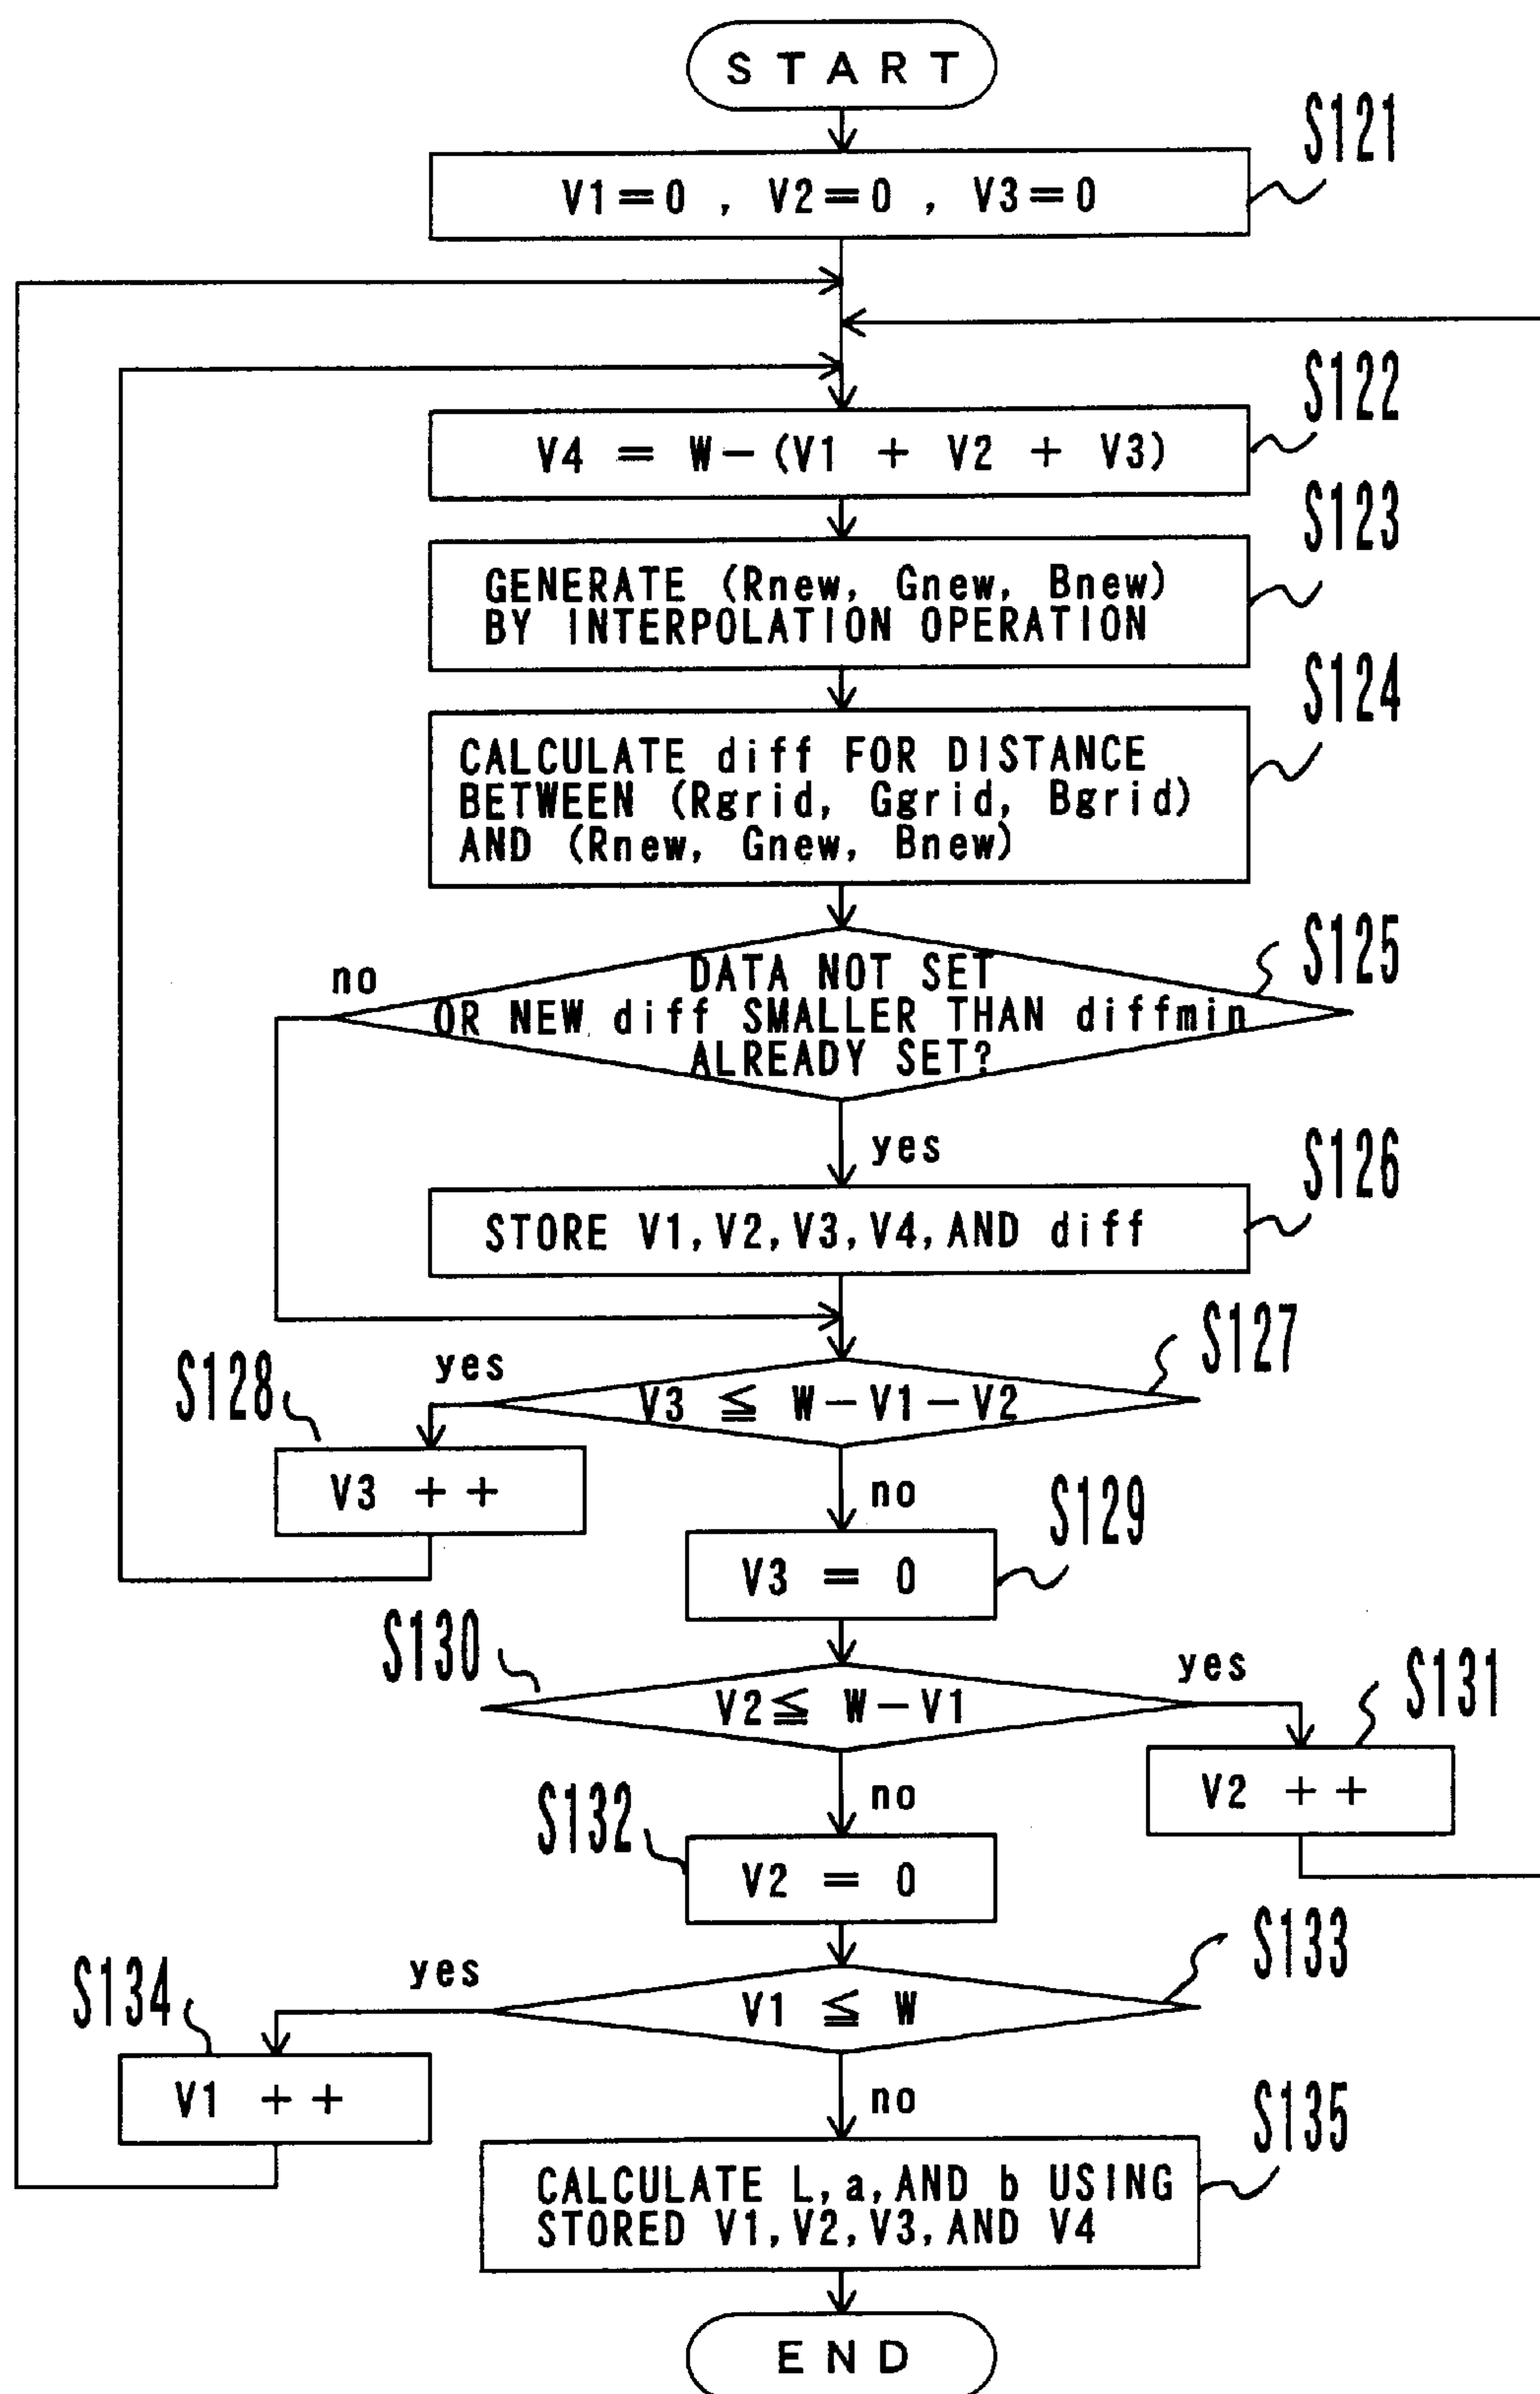 START
S121
V1=0 , V2=0 , V3=0
S122
V4 = W-(V1 + V2 + V3)
S123
GENERATE (Rnew, Gnew, Bnew)
BY INTERPOLATION OPERATION
S124
CALCULATE diff FOR DISTANCE
BETWEEN (Rgrid, Ggrid, Bgrid)
AND (Rnew, Gnew, Bnew)
S125
no
DATA NOT SET
OR NEW diff SMALLER THAN diffmin
ALREADY SET?
yes
S126
STORE V1,V2,V3,V4,AND diff
S127
yes
S128
V3 ≦ W-V1-V2
V3 ++
no
S129
V3 = 0
S130
yes
V2≦ W-V1
S131
V2 ++
no
S132
V2 = 0
S133
yes
S134
V1 ≦ W
V1 ++
no
S135
CALCULATE L,a,AND b USING
STORED V1,V2,V3,AND V4
END